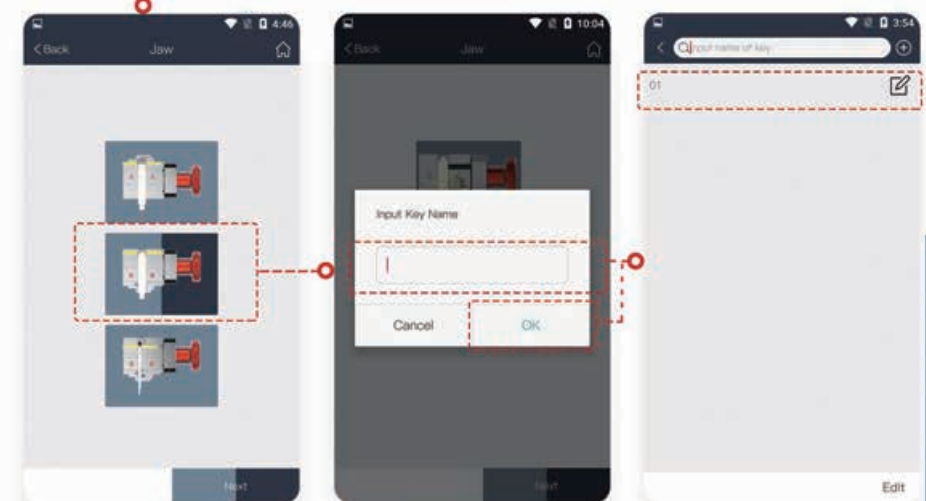 4:46
< Back Jaw
Next
10:04
< Back Jaw
Input Key Name
Cancel OK
Next
3:54
Input name of key
01
Edit